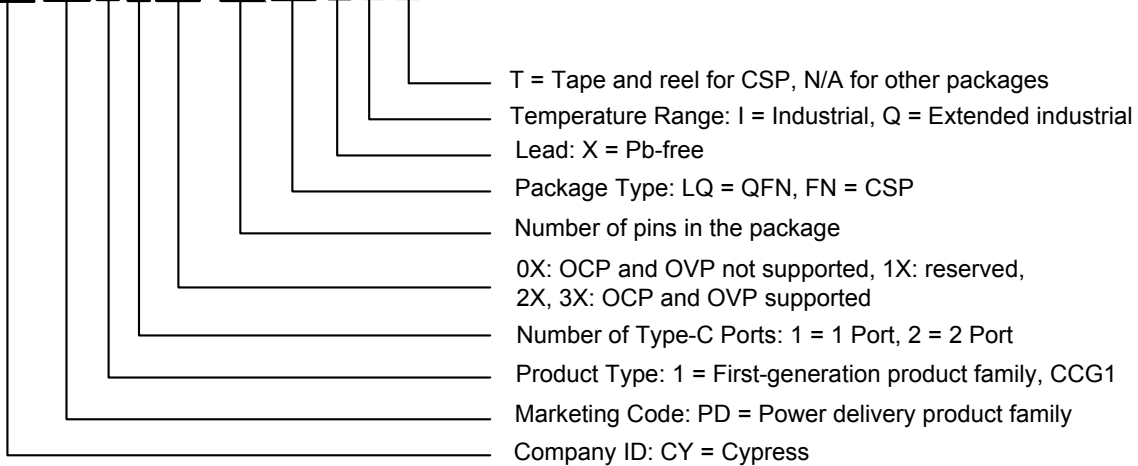 T = Tape and reel for CSP, N/A for other packages
Temperature Range: I = Industrial, Q = Extended industrial
Lead: X = Pb-free
Package Type: LQ = QFN, FN = CSP
Number of pins in the package
0X: OCP and OVP not supported, 1X: reserved,
2X, 3X: OCP and OVP supported
Number of Type-C Ports: 1 = 1 Port, 2 = 2 Port
Product Type: 1 = First-generation product family, CCG1
Marketing Code: PD = Power delivery product family
Company ID: CY = Cypress